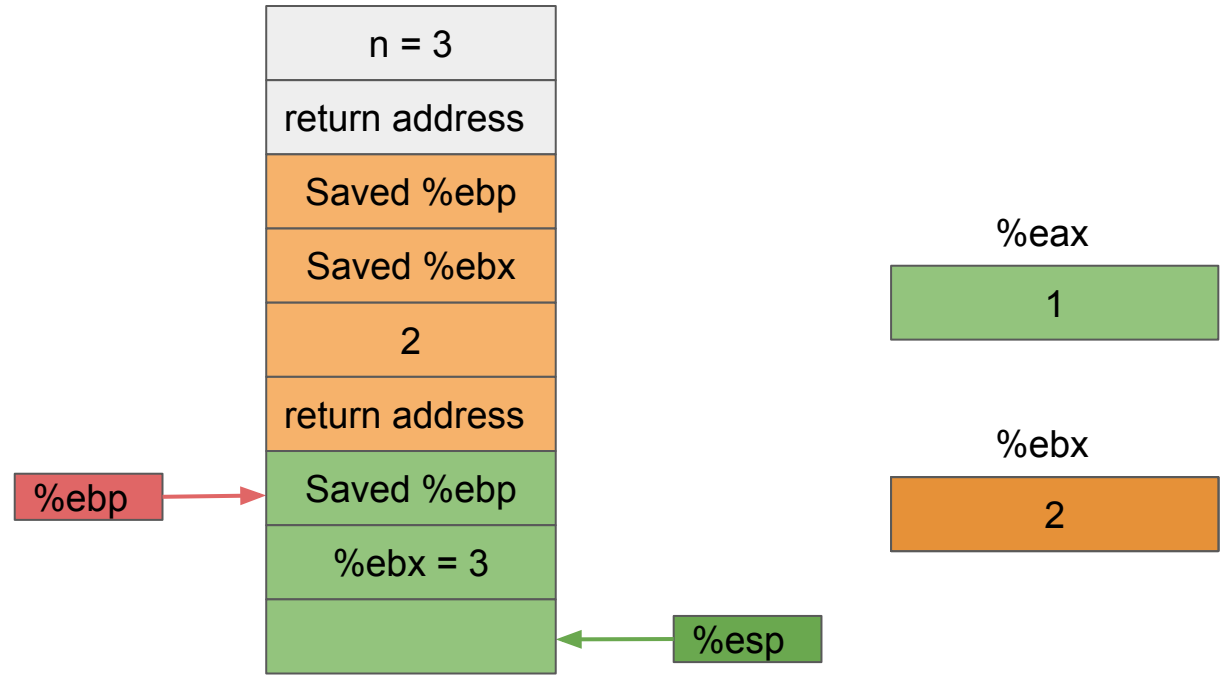 n = 3
return address
Saved %ebp
Saved %ebx
2
return address
Saved %ebp
%ebx = 3
%ebp
%esp
%eax
1
%ebx
2